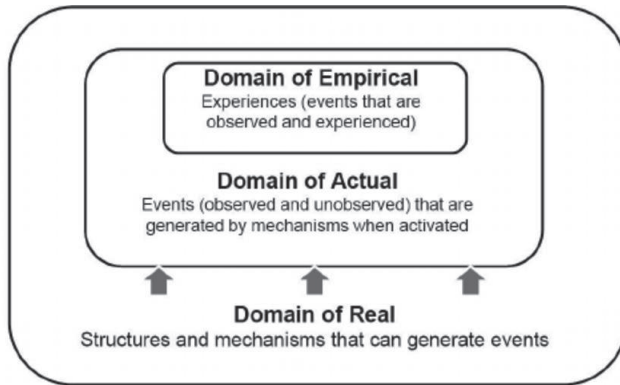 Domain of Empirical
Experiences (events that are
observed and experienced)
Domain of Actual
Events (observed and unobserved) that are
generated by mechanisms when activated
Domain of Real
Structures and mechanisms that can generate events